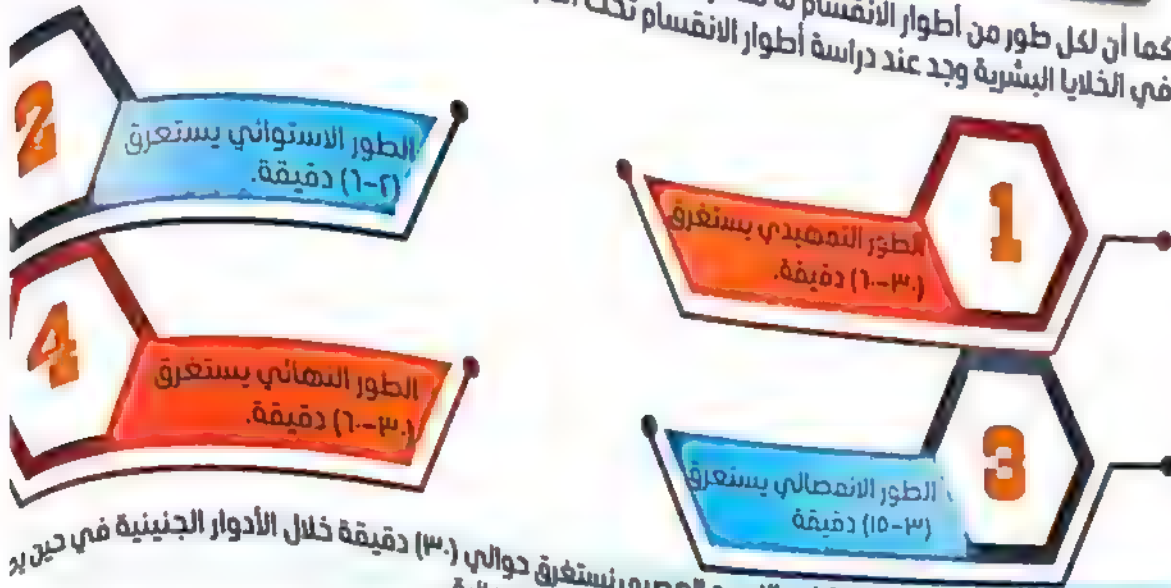 كما أن لكل طور من أطوار الانقسام
في الخلايا البشرية وجد عند دراسة أطوار الانقسام تحت
1
الطور التمهيدي يستغرق
(٣٠-٦٠) دقيقة.
2
الطور الاستوائي يستغرق
(٢-٦) دقيقة.
3
الطور الانفصالي يستغرق
(٣-١٥) دقيقة
4
الطور النهائي يستغرق
(٣٠-٦٠) دقيقة.
تستغرق حوالي (٣٠) دقيقة خلال الأدوار الجنينية في حين